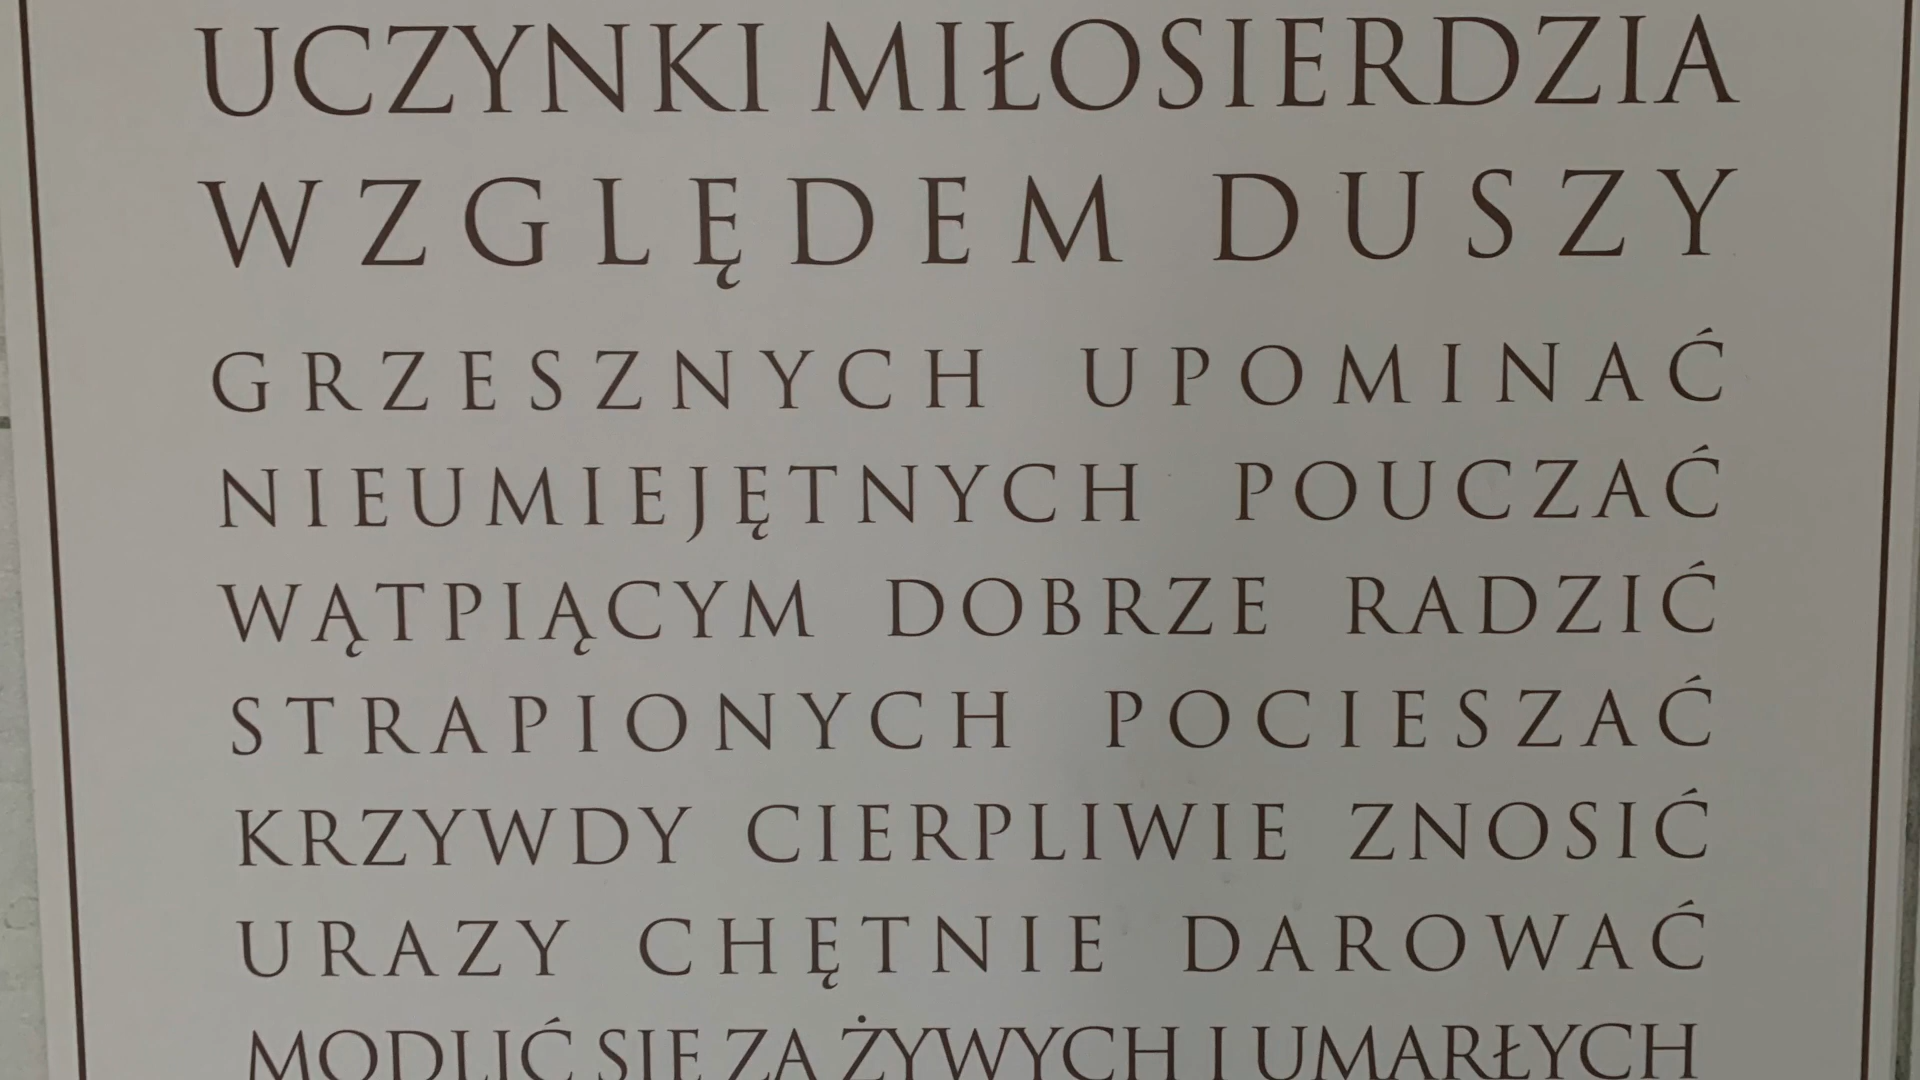 UCZYNKI MIŁOSIERDZIA
WZGLĘDEM DUSZY
GRZESZNYCH UPOMINAĆ
NIEUMIEJĘTNYCH POUCZAĆ
WĄTPIĄCYM DOBRZE RADZIĆ
STRAPIONYCH POCIESZAĆ
KRZYWDY CIERPLIWIE ZNOSIĆ
URAZY CHĘTNIE DAROWAĆ
MODLIĆ SIĘ ZA ŻYWYCH I UMARŁYCH